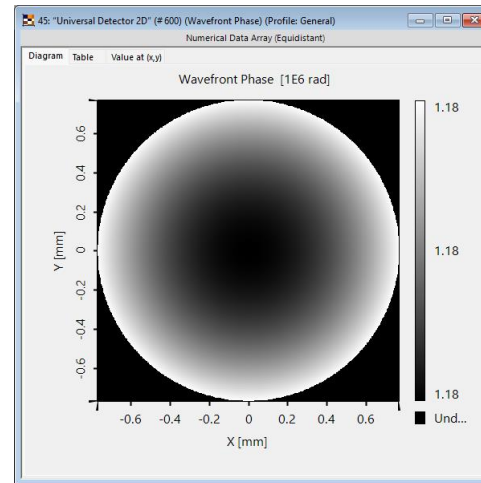 45: "Universal Detector 2D" (# 600) (Wavefront Phase) (Profile: General)
Numerical Data Array (Equidistant)
Diagram Table Value at (x,y)
Wavefront Phase [1E6 rad]
Y [mm]
0.6
0.4
0.2
0
-0.2
-0.4
-0.6
-0.6 -0.4 -0.2 0 0.2 0.4 0.6
X [mm]
1.18
1.18
1.18
Und...